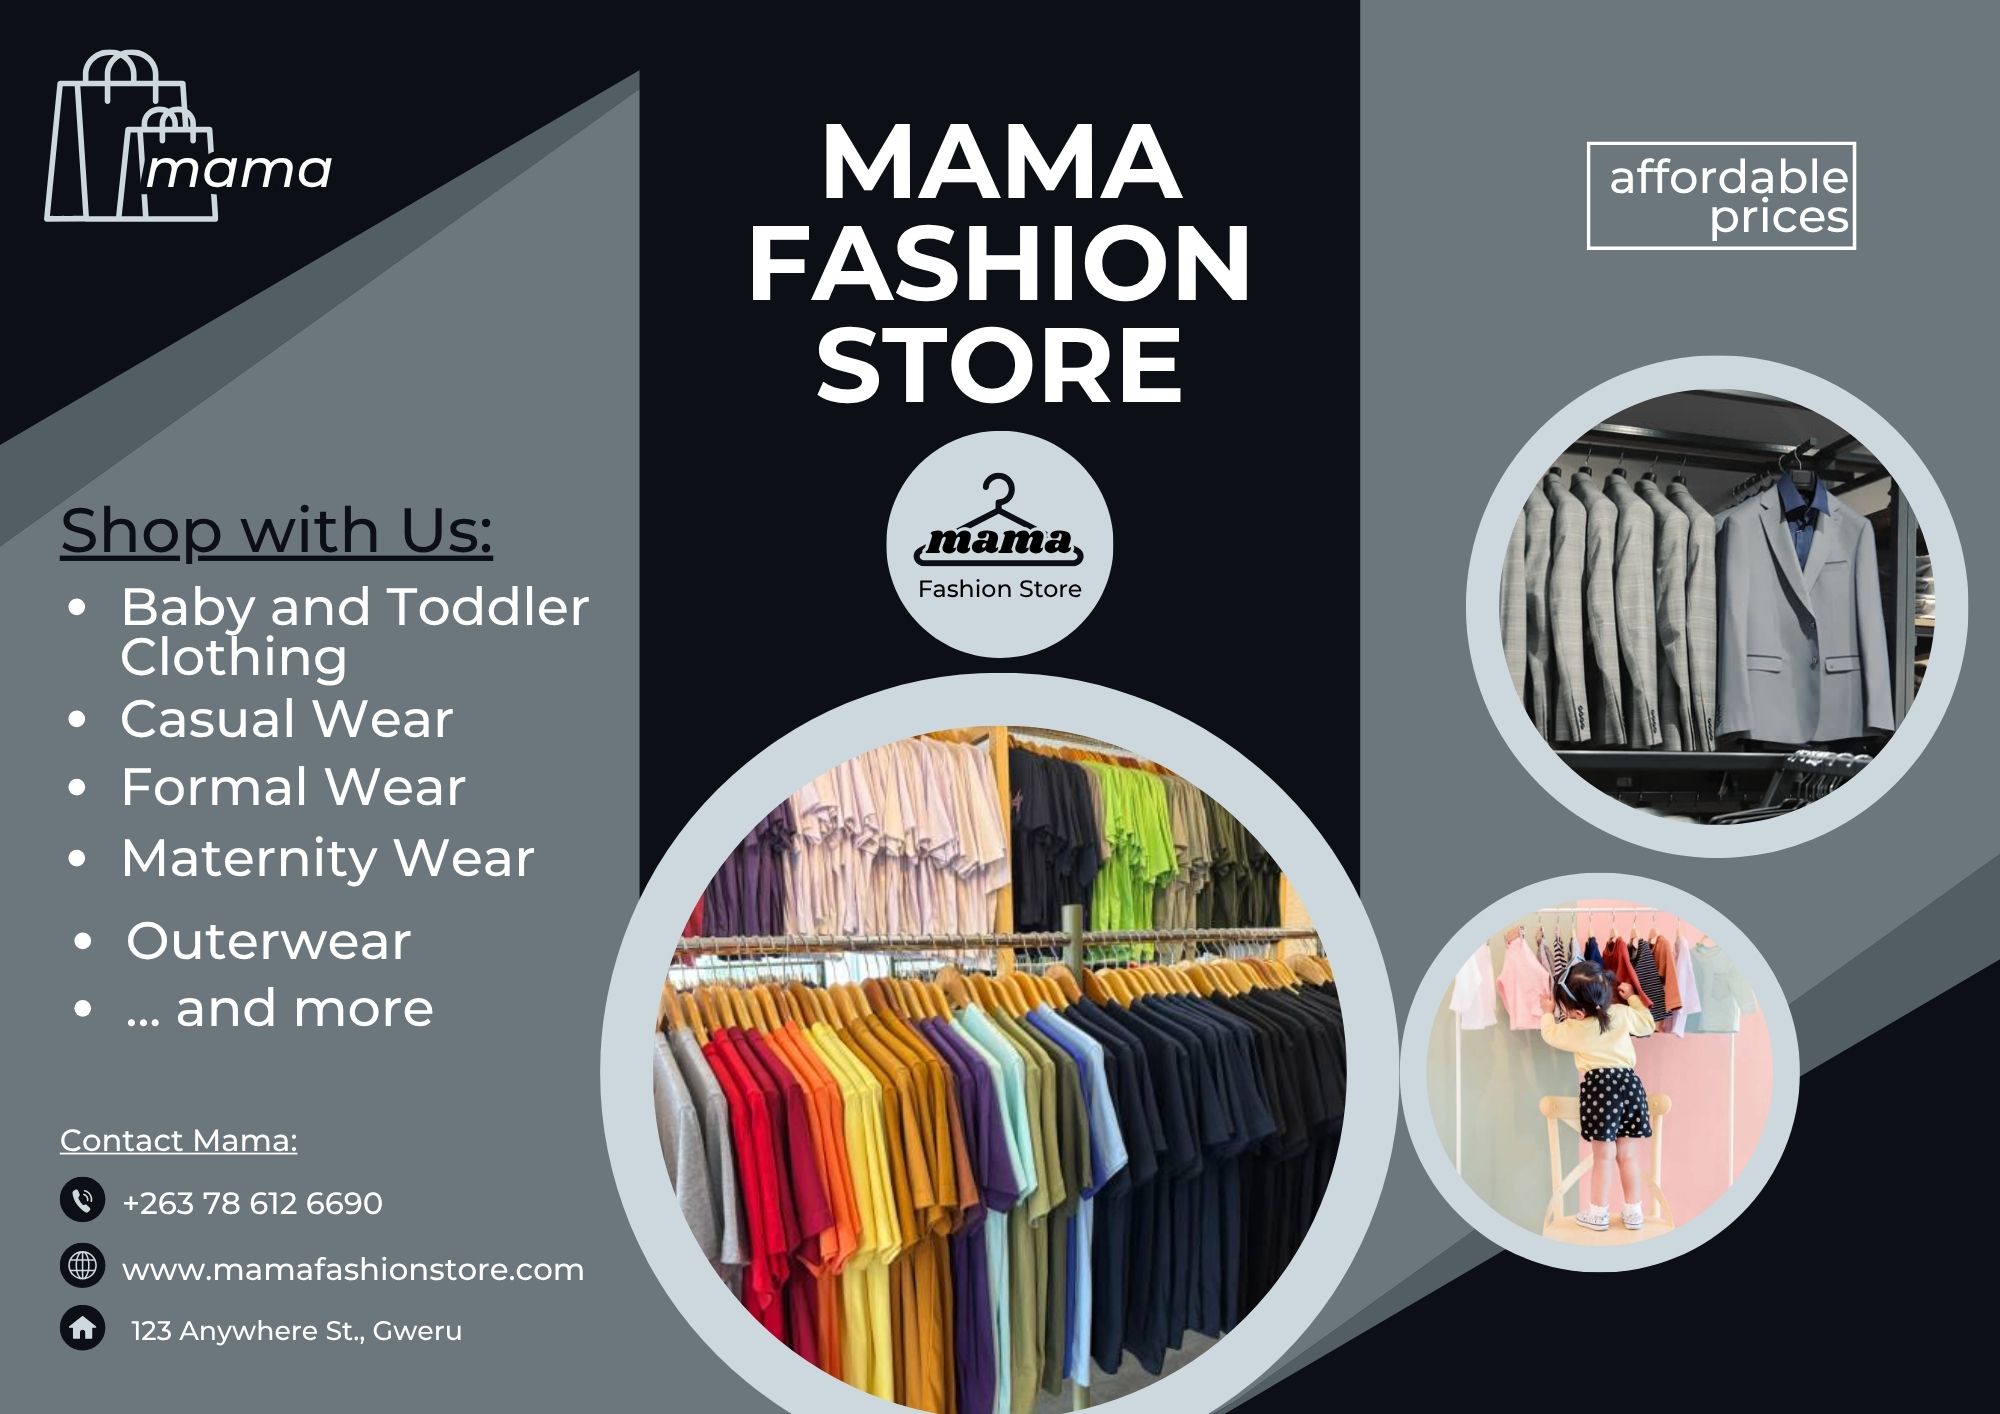 mama
Shop with Us:
• Baby and Toddler
Clothing
• Casual Wear
• Formal Wear
• Maternity Wear
• Outerwear
• ... and more
Contact Mama:
+263 78 612 6690
www.mamafashionstore.com
123 Anywhere St., Gweru
MAMA
FASHION
STORE
mama
Fashion Store
affordable
prices